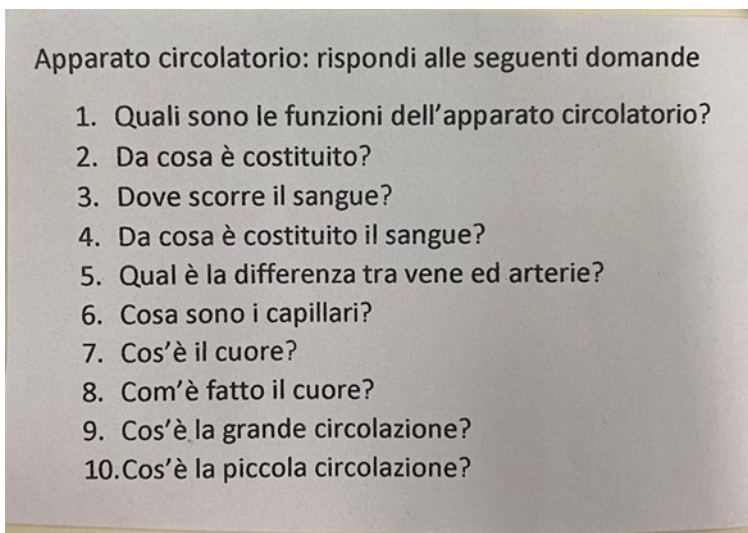 Apparato circolatorio: rispondi alle seguenti domande
1. Quali sono le funzioni dell'apparato circolatorio?
2. Da cosa è costituito?
3. Dove scorre il sangue?
4. Da cosa è costituito il sangue?
5. Qual è la differenza tra vene ed arterie?
6. Cosa sono i capillari?
7. Cos'è il cuore?
8. Com'è fatto il cuore?
9. Cos'è la grande circolazione?
10.Cos'è la piccola circolazione?